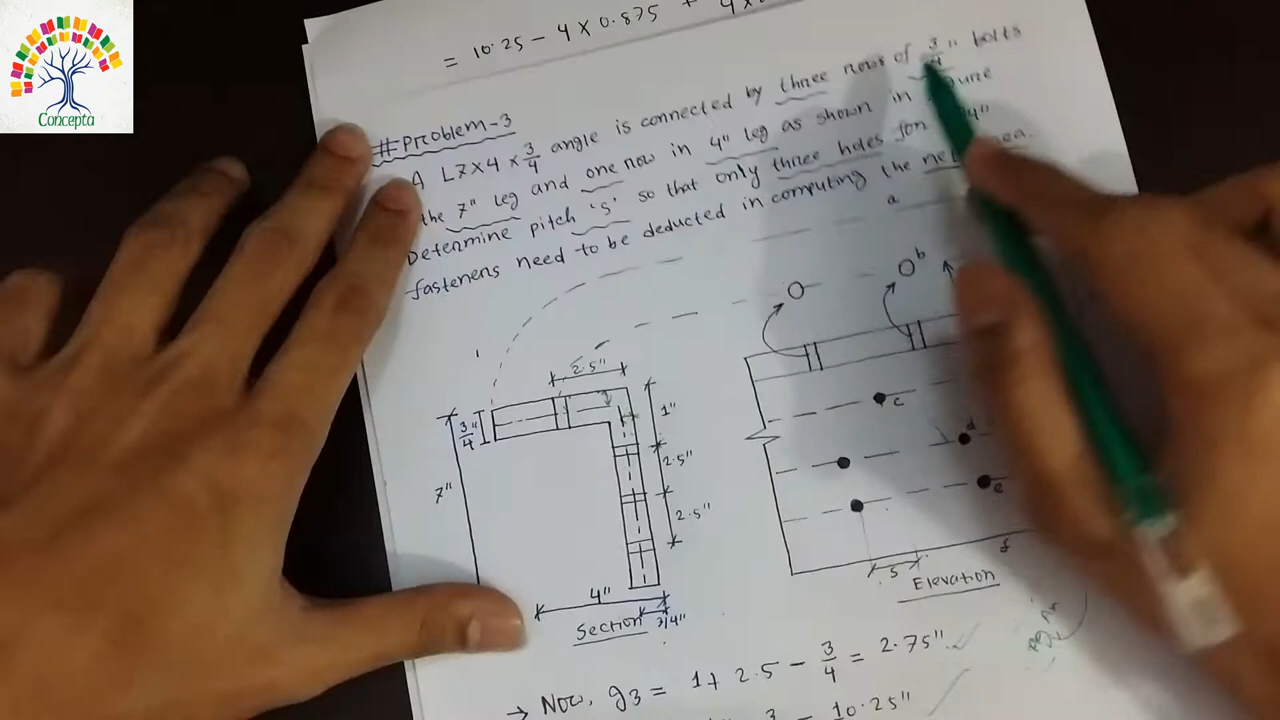 Concepta
= 10.25 - 4 × 0.875 +
# Problem-3
A L7 × 4 × 3/4 angle is connected by three rows of 3/4" bolts
the 7" leg and one row in 4" leg as shown in
Determine pitch 's' so that only three holes for 3/4"
fasteners need to be deducted in computing the net area.
a
b
2.5"
3/4"
1"
c
7"
2.5"
d
2.5"
e
4"
s
f
Section
3/4"
Elevation
→ Now, g3 = 1 + 2.5 - 3/4 = 2.75"
10.25"